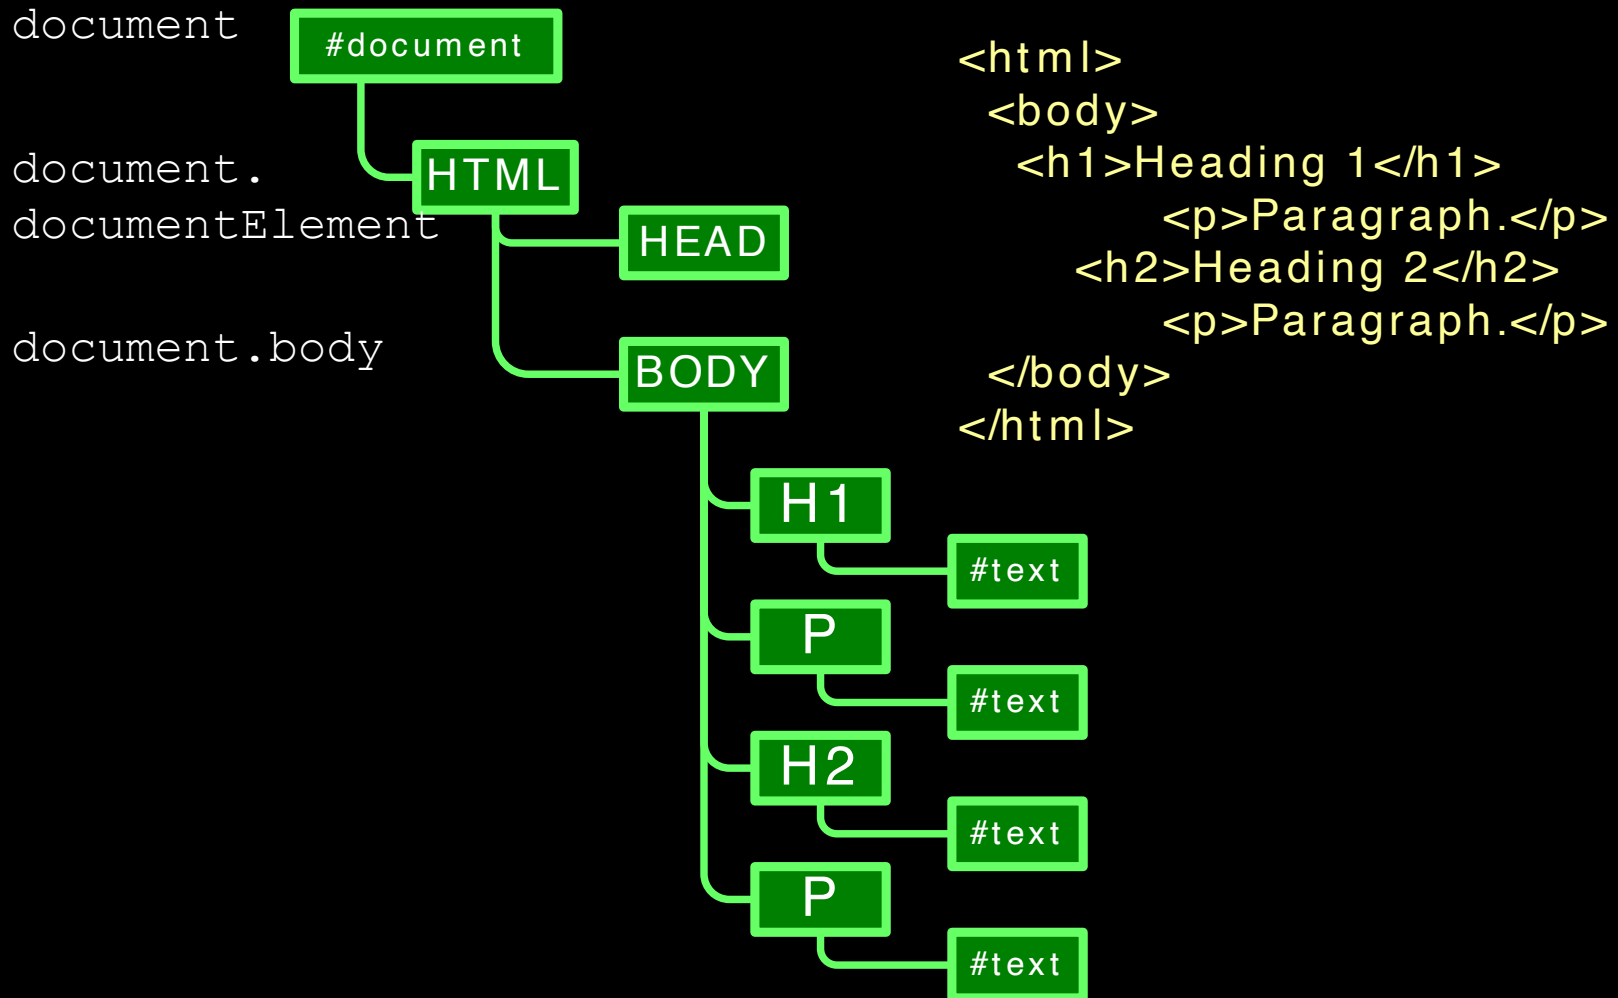 document
#document
document.
documentElement
HTML
HEAD
document.body
BODY
H1
#text
P
#text
H2
#text
P
#text
<html>
<body>
<h1>Heading 1</h1>
<p>Paragraph.</p>
<h2>Heading 2</h2>
<p>Paragraph.</p>
</body>
</html>